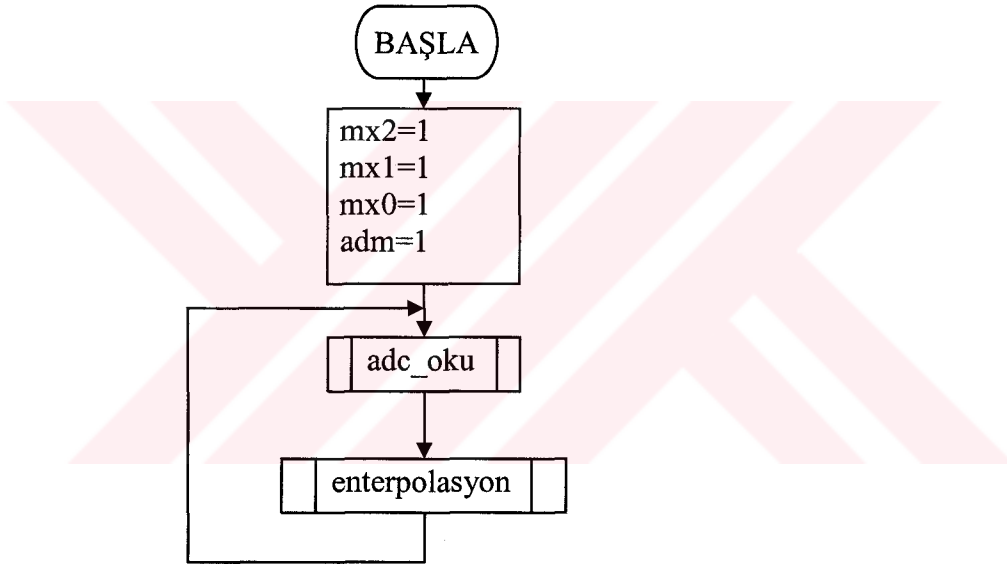 BAŞLA
mx2=1
mx1=1
mx0=1
adm=1
adc_oku
enterpolasyon